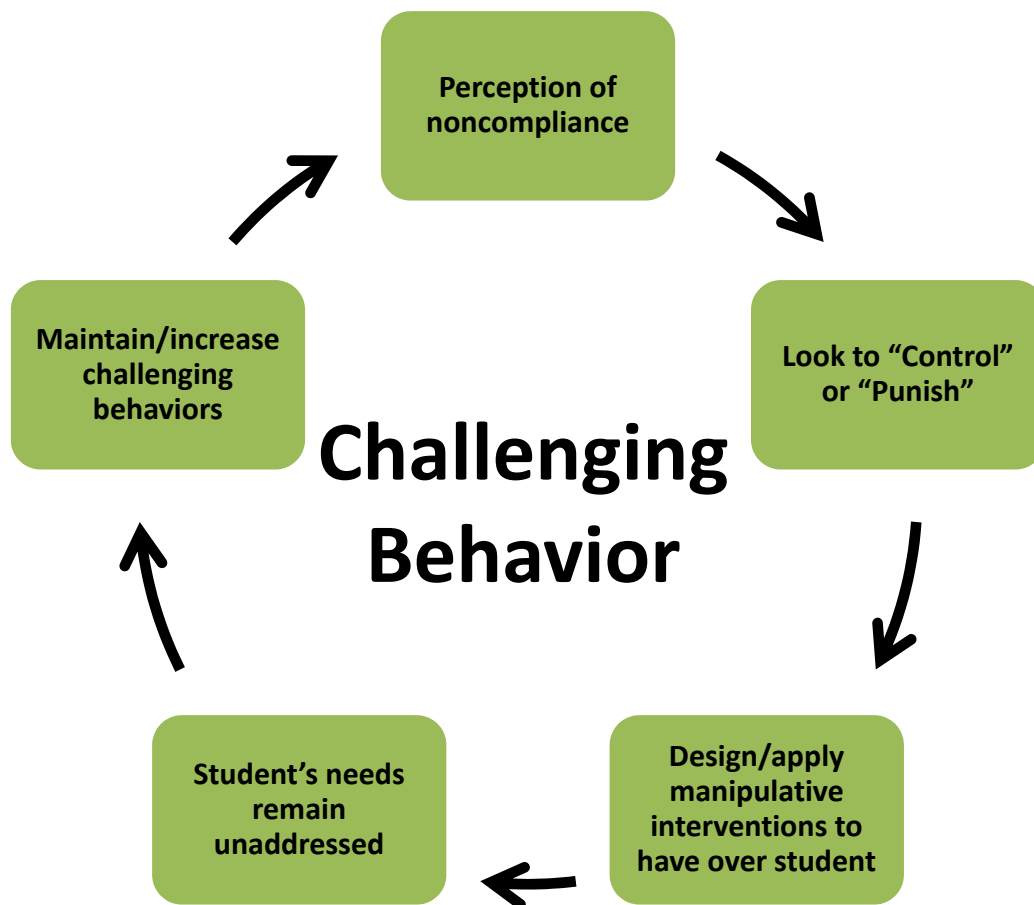 Perception of
noncompliance
Look to “Control”
or “Punish”
Design/apply
manipulative
interventions to
have over student
Student’s needs
remain
unaddressed
Maintain/increase
challenging
behaviors
Challenging
Behavior